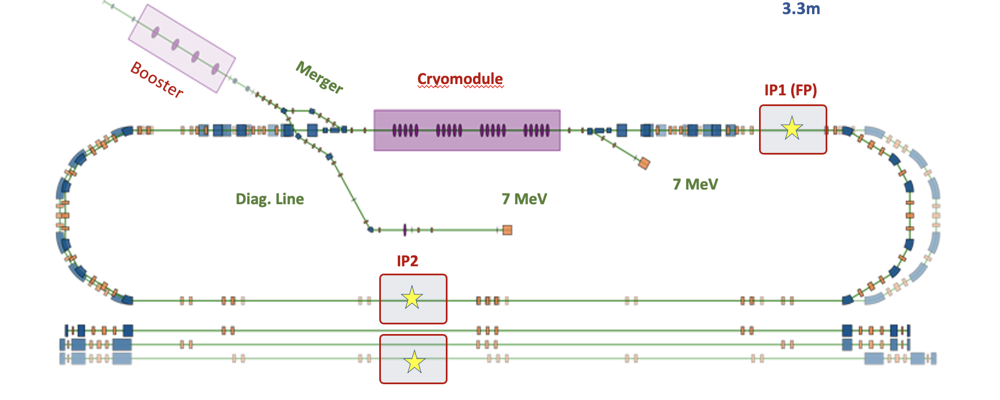 3.3m
Booster
Merger
Cryomodule
IP1 (FP)
7 MeV
Diag. Line
7 MeV
IP2